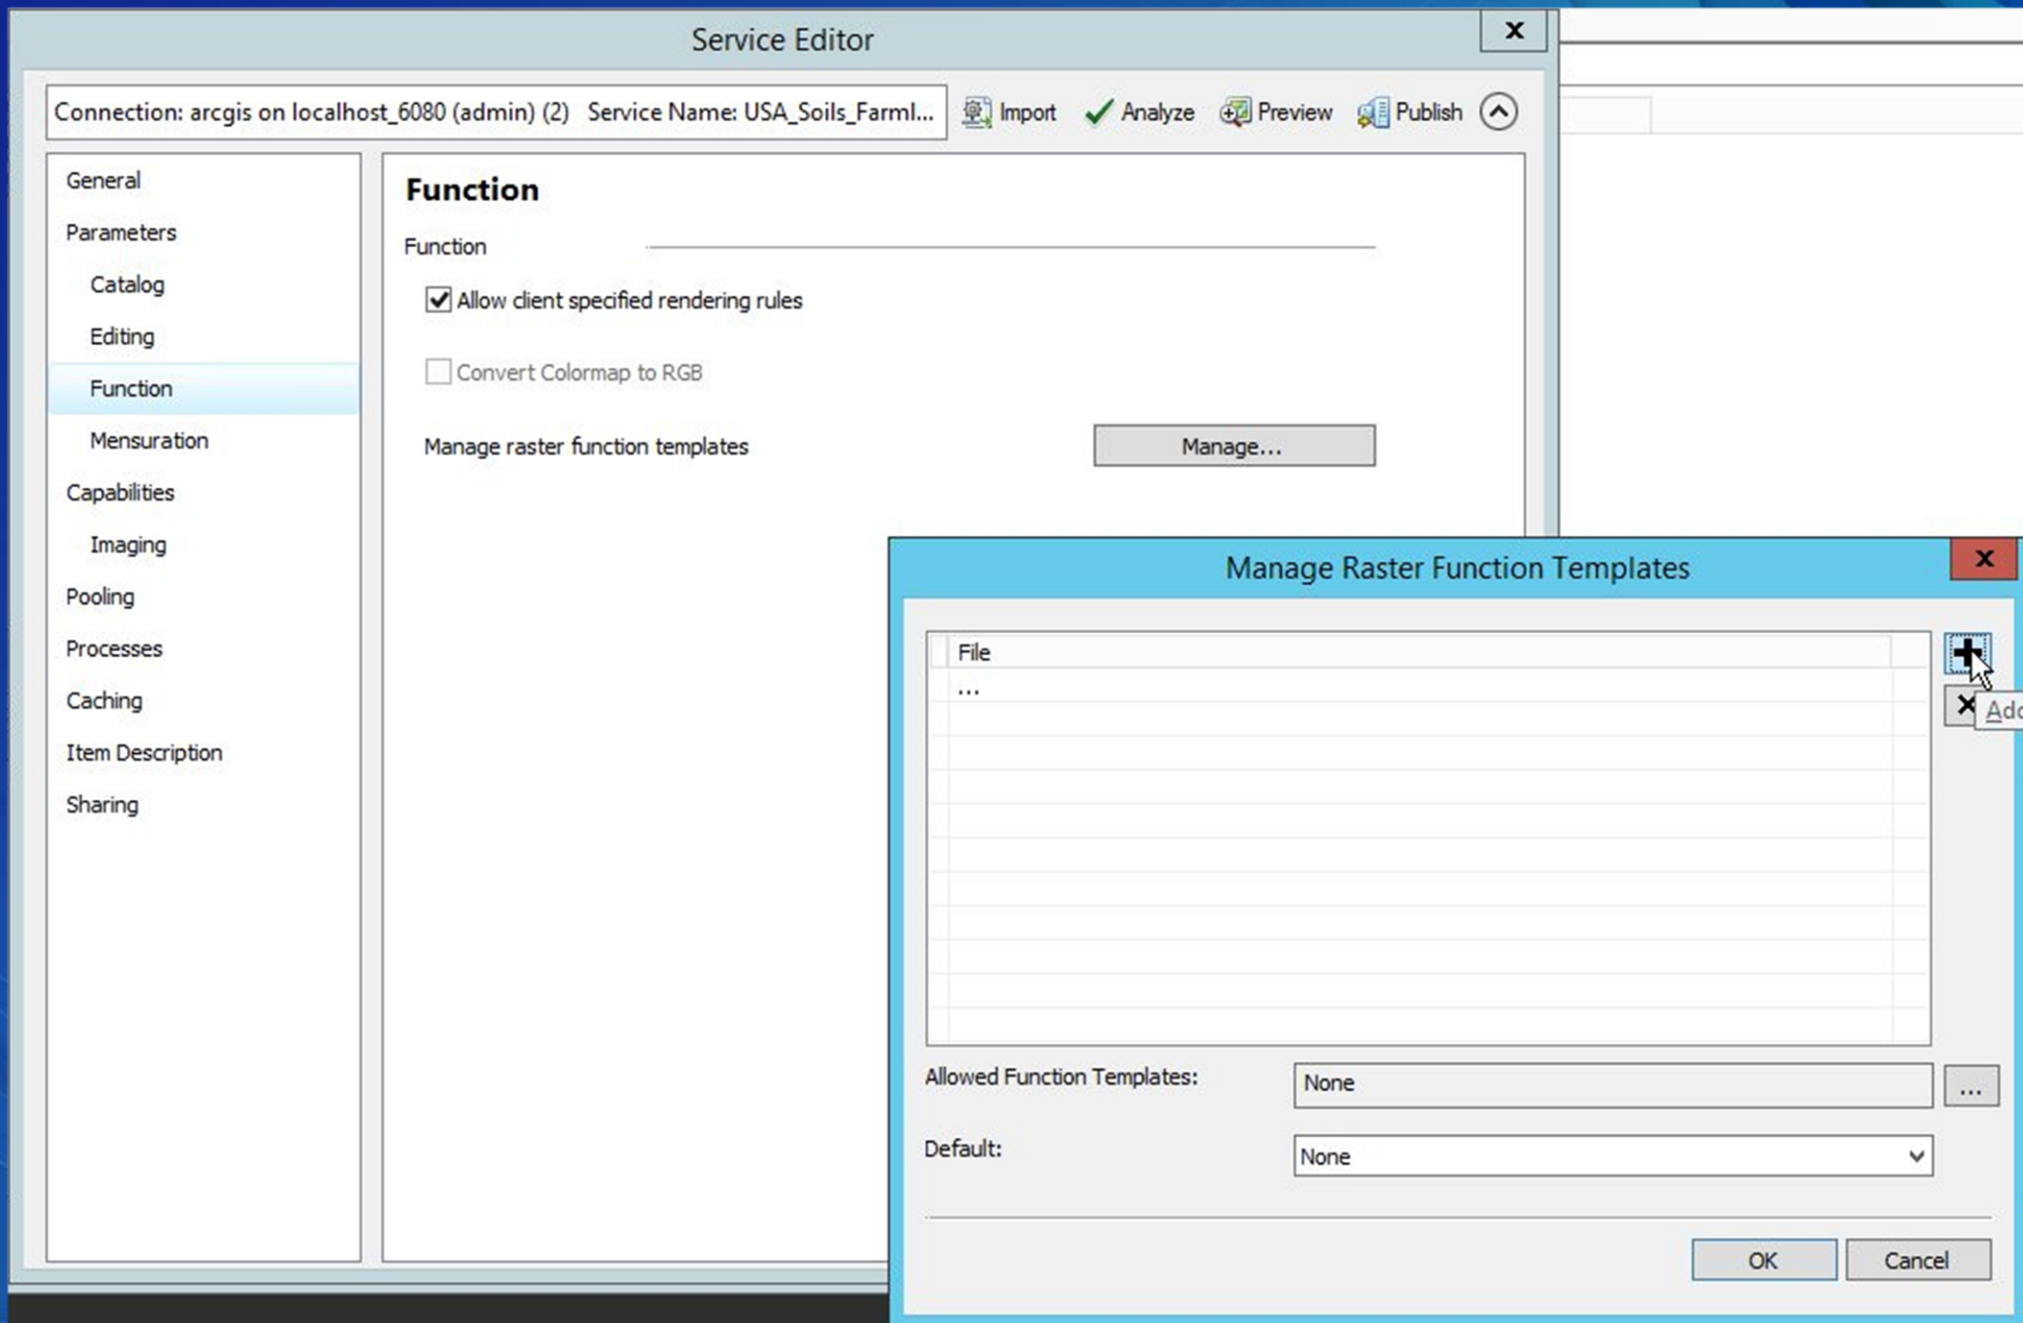 Service Editor
x
Connection: arcgis on localhost_6080 (admin) (2) Service Name: USA_Soils_Farml...
Import
Analyze
Preview
Publish
General
Parameters
Catalog
Editing
Function
Mensuration
Capabilities
Imaging
Pooling
Processes
Caching
Item Description
Sharing
Function
Function
Allow client specified rendering rules
Convert Colormap to RGB
Manage raster function templates
Manage...
Manage Raster Function Templates
x
File
...
Allowed Function Templates:
None
...
Default:
None
OK
Cancel